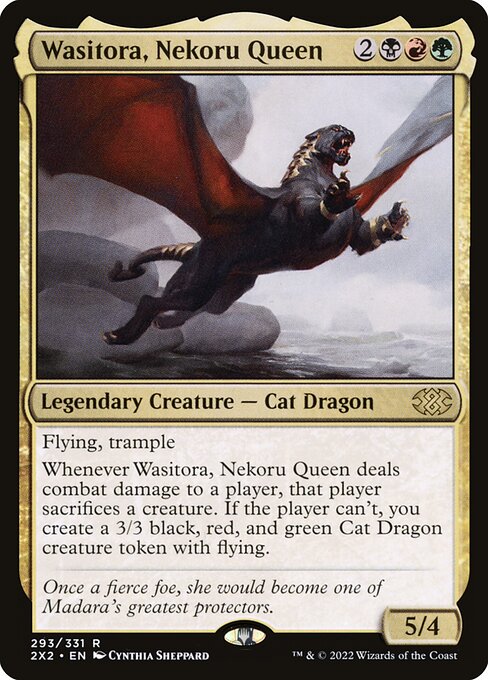 Wasitora, Nekoru Queen 2
Legendary Creature — Cat Dragon
Flying, trample
Whenever Wasitora, Nekoru Queen deals
combat damage to a player, that player
sacrifices a creature. If the player can't, you
create a 3/3 black, red, and green Cat Dragon
creature token with flying.
Once a fierce foe, she would become one of
Madara's greatest protectors.
5/4
293/331 R
2X2 • EN Cynthia Sheppard
™ & © 2022 Wizards of the Coast